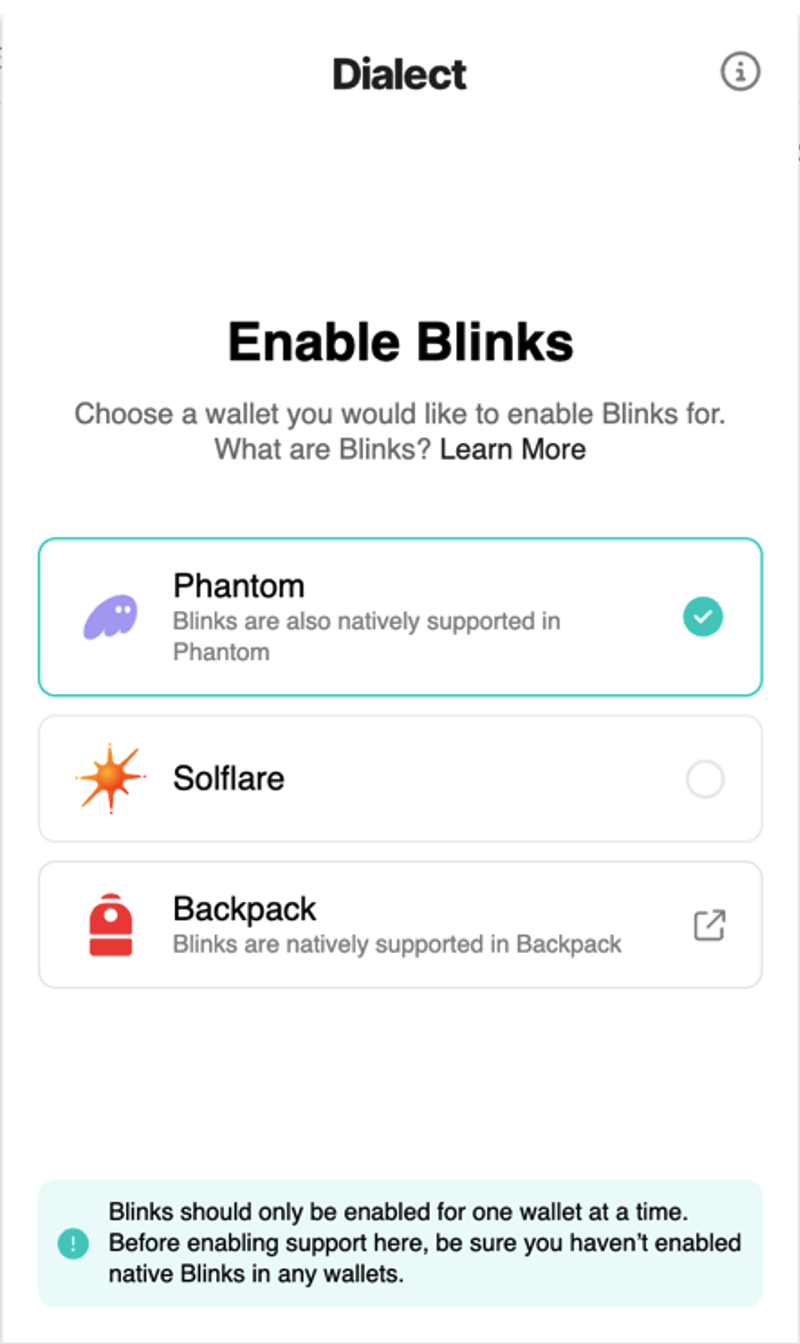 Dialect
Enable Blinks
Choose a wallet you would like to enable Blinks for.
What are Blinks? Learn More
Phantom
Blinks are also natively supported in
Phantom
Solflare
Backpack
Blinks are natively supported in Backpack
Blinks should only be enabled for one wallet at a time.
Before enabling support here, be sure you haven't enabled
native Blinks in any wallets.